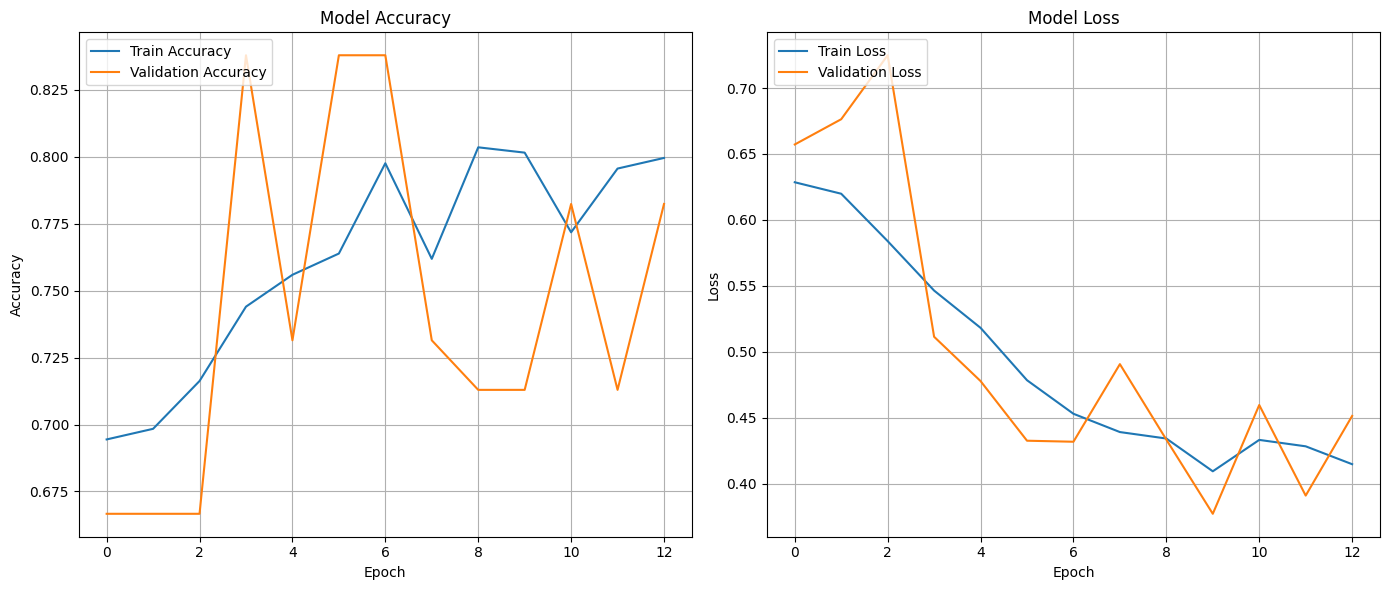 Model Accuracy
Train Accuracy
Validation Accuracy
0.825
0.800
0.775
0.750
0.725
0.700
0.675
Accuracy
0 2 4 6 8 10 12
Epoch
Model Loss
Train Loss
Validation Loss
0.70
0.65
0.60
0.55
0.50
0.45
0.40
Loss
0 2 4 6 8 10 12
Epoch